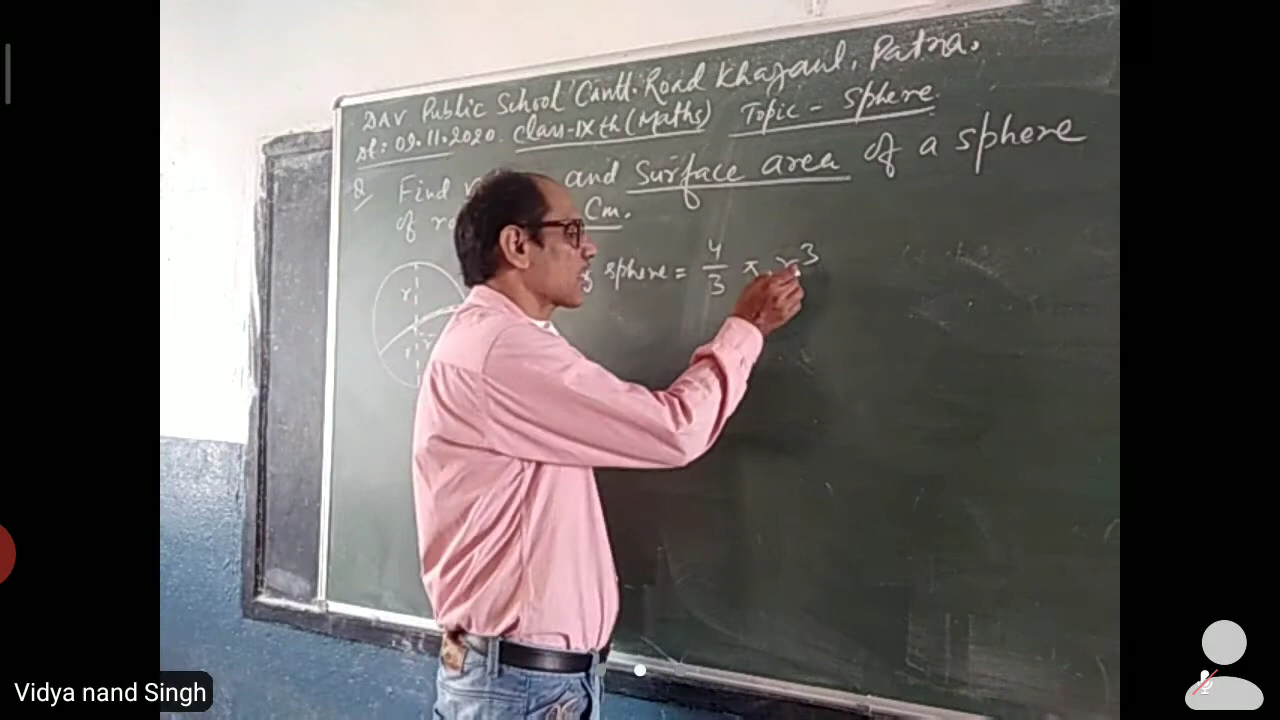 DAV Public School Cantt. Road Khagaul, Patna.
dt: 09.11.2020. Class-IX th (Maths) Topic - Sphere
Q Find and Surface area of a sphere
of Cm.
sphere = 4/3 π r³
r
r r
Vidya nand Singh